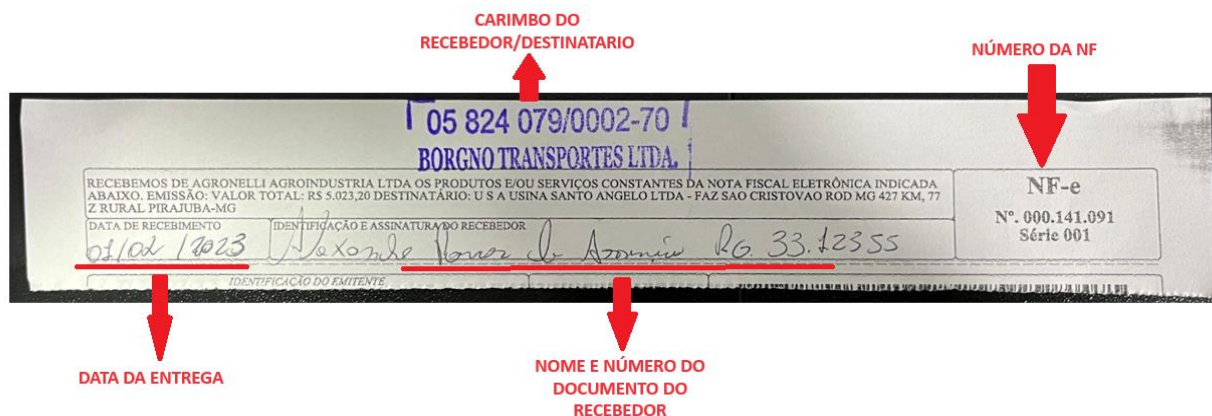 CARIMBO DO
RECEBEDOR/DESTINATARIO
NÚMERO DA NF
05 824 079/0002-70
BORGNO TRANSPORTES LTDA.
RECEBEMOS DE AGRONELLI AGROINDUSTRIA LTDA OS PRODUTOS E/OU SERVIÇOS CONSTANTES DA NOTA FISCAL ELETRÔNICA INDICADA
ABAIXO. EMISSÃO: VALOR TOTAL: R$ 5.023,20 DESTINATÁRIO: U S A USINA SANTO ANGELO LTDA - FAZ SAO CRISTOVAO ROD MG 427 KM, 77
Z RURAL PIRAJUBA-MG
NF-e
Nº. 000.141.091
Série 001
DATA DE RECEBIMENTO
IDENTIFICAÇÃO E ASSINATURA DO RECEBEDOR
01/02/2023
RG. 33.12355
IDENTIFICAÇÃO DO EMITENTE
DATA DA ENTREGA
NOME E NÚMERO DO
DOCUMENTO DO
RECEBEDOR